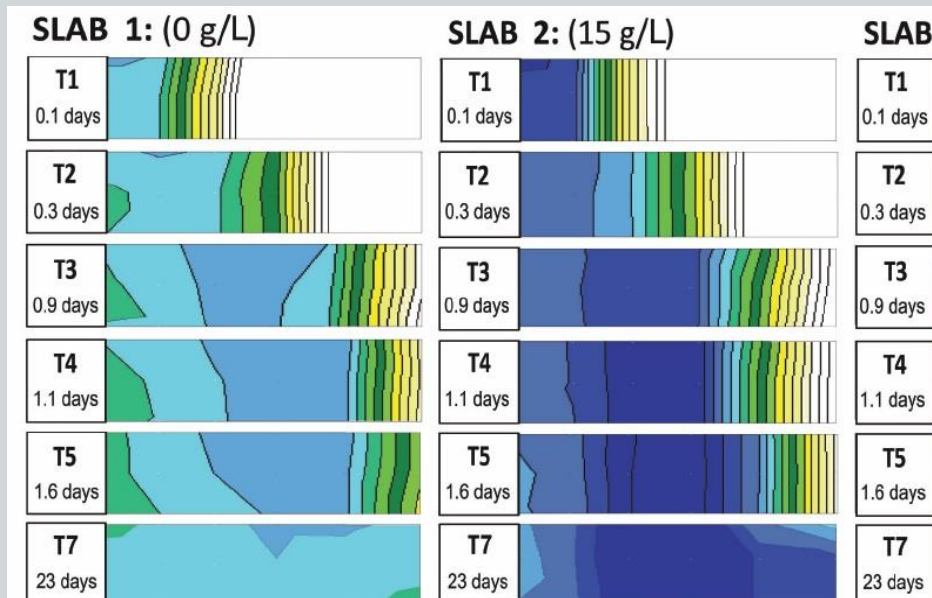 SLAB 1: (0 g/L)
T1
0.1 days
T2
0.3 days
T3
0.9 days
T4
1.1 days
T5
1.6 days
T7
23 days
SLAB 2: (15 g/L)
T1
0.1 days
T2
0.3 days
T3
0.9 days
T4
1.1 days
T5
1.6 days
T7
23 days
SLAB
T1
0.1 days
T2
0.3 days
T3
0.9 days
T4
1.1 days
T5
1.6 days
T7
23 days